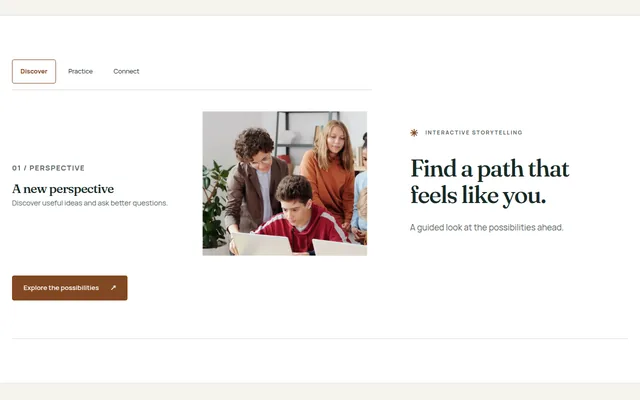 Discover
Practice
Connect
01 / PERSPECTIVE
A new perspective
Discover useful ideas and ask better questions.
Explore the possibilities ↗
INTERACTIVE STORYTELLING
Find a path that
feels like you.
A guided look at the possibilities ahead.